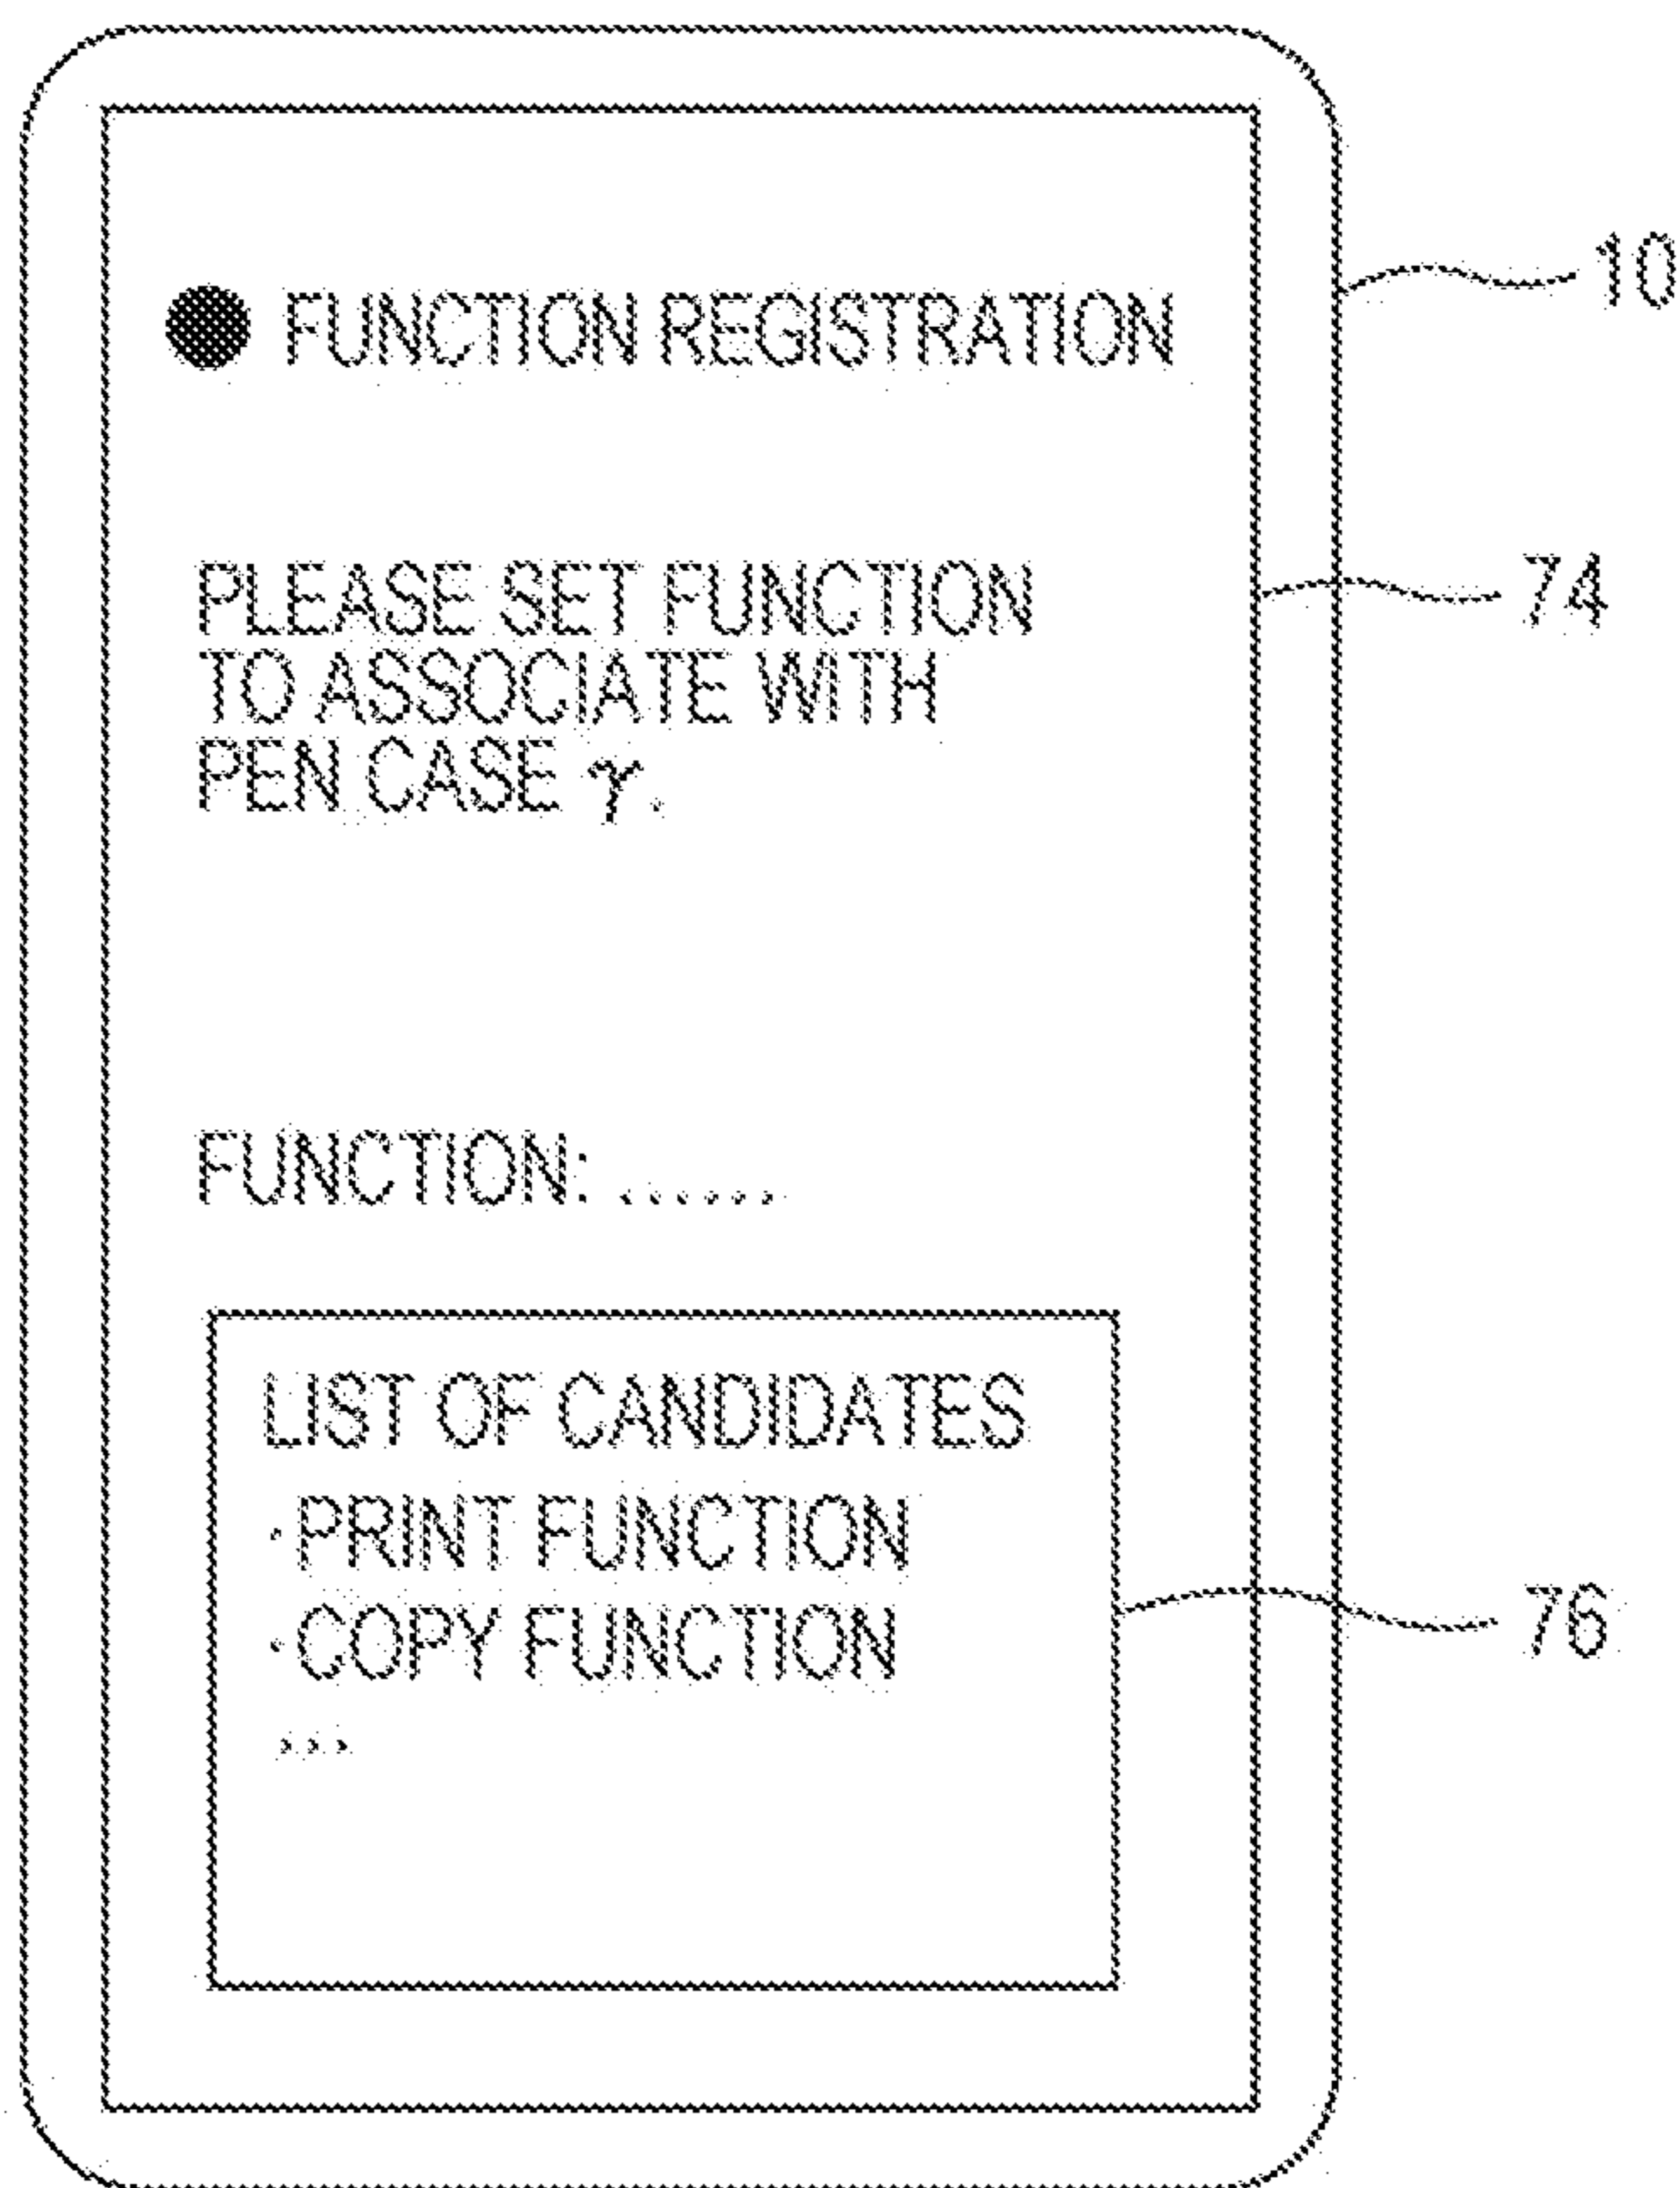 ● FUNCTION REGISTRATION
10
PLEASE SET FUNCTION
74
TO ASSOCIATE WITH
PEN CASE γ.
FUNCTION: ......
LIST OF CANDIDATES
·PRINT FUNCTION
·COPY FUNCTION
76
...